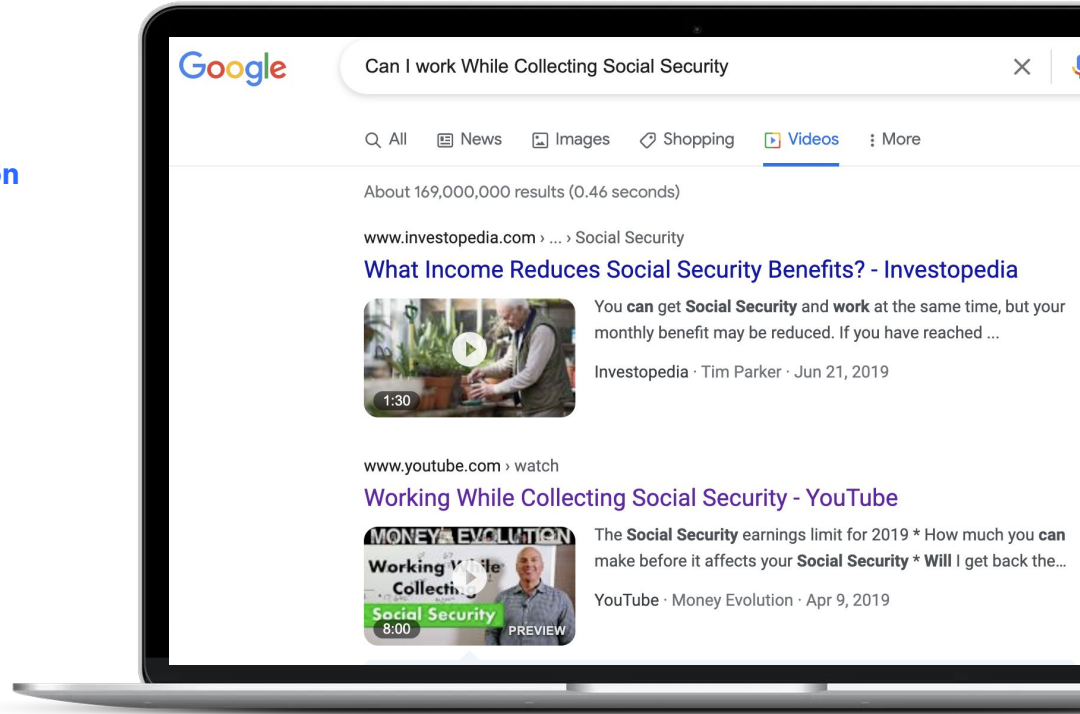 on
Google
Can I work While Collecting Social Security
All
News
Images
Shopping
Videos
More
About 169,000,000 results (0.46 seconds)
www.investopedia.com › ... › Social Security
What Income Reduces Social Security Benefits? - Investopedia
You can get Social Security and work at the same time, but your
monthly benefit may be reduced. If you have reached ...
1:30
Investopedia · Tim Parker · Jun 21, 2019
www.youtube.com › watch
Working While Collecting Social Security - YouTube
MONEY EVOLUTION
Working While
Collecting
Social Security
8:00
PREVIEW
The Social Security earnings limit for 2019 * How much you can
make before it affects your Social Security * Will I get back the...
YouTube · Money Evolution · Apr 9, 2019